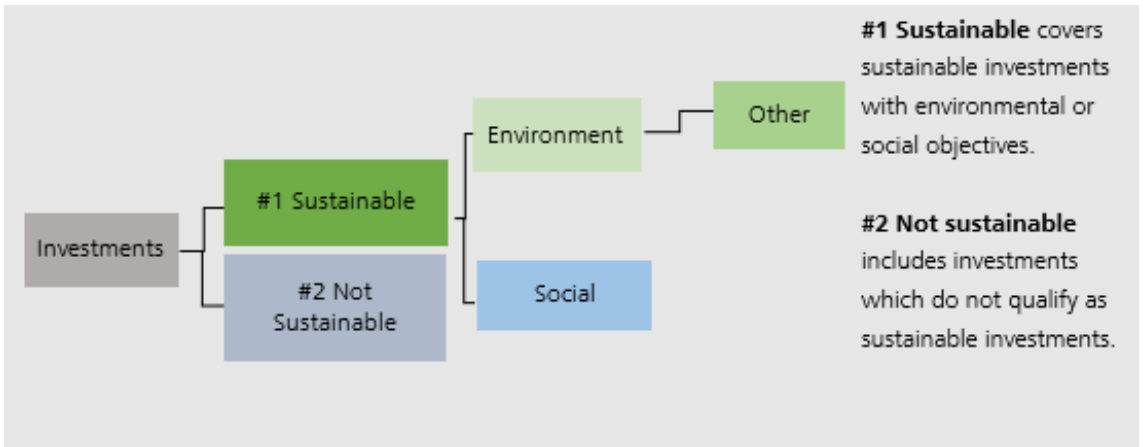 Investments
#1 Sustainable
#2 Not
Sustainable
Environment
Social
Other
#1 Sustainable covers
sustainable investments
with environmental or
social objectives.
#2 Not sustainable
includes investments
which do not qualify as
sustainable investments.